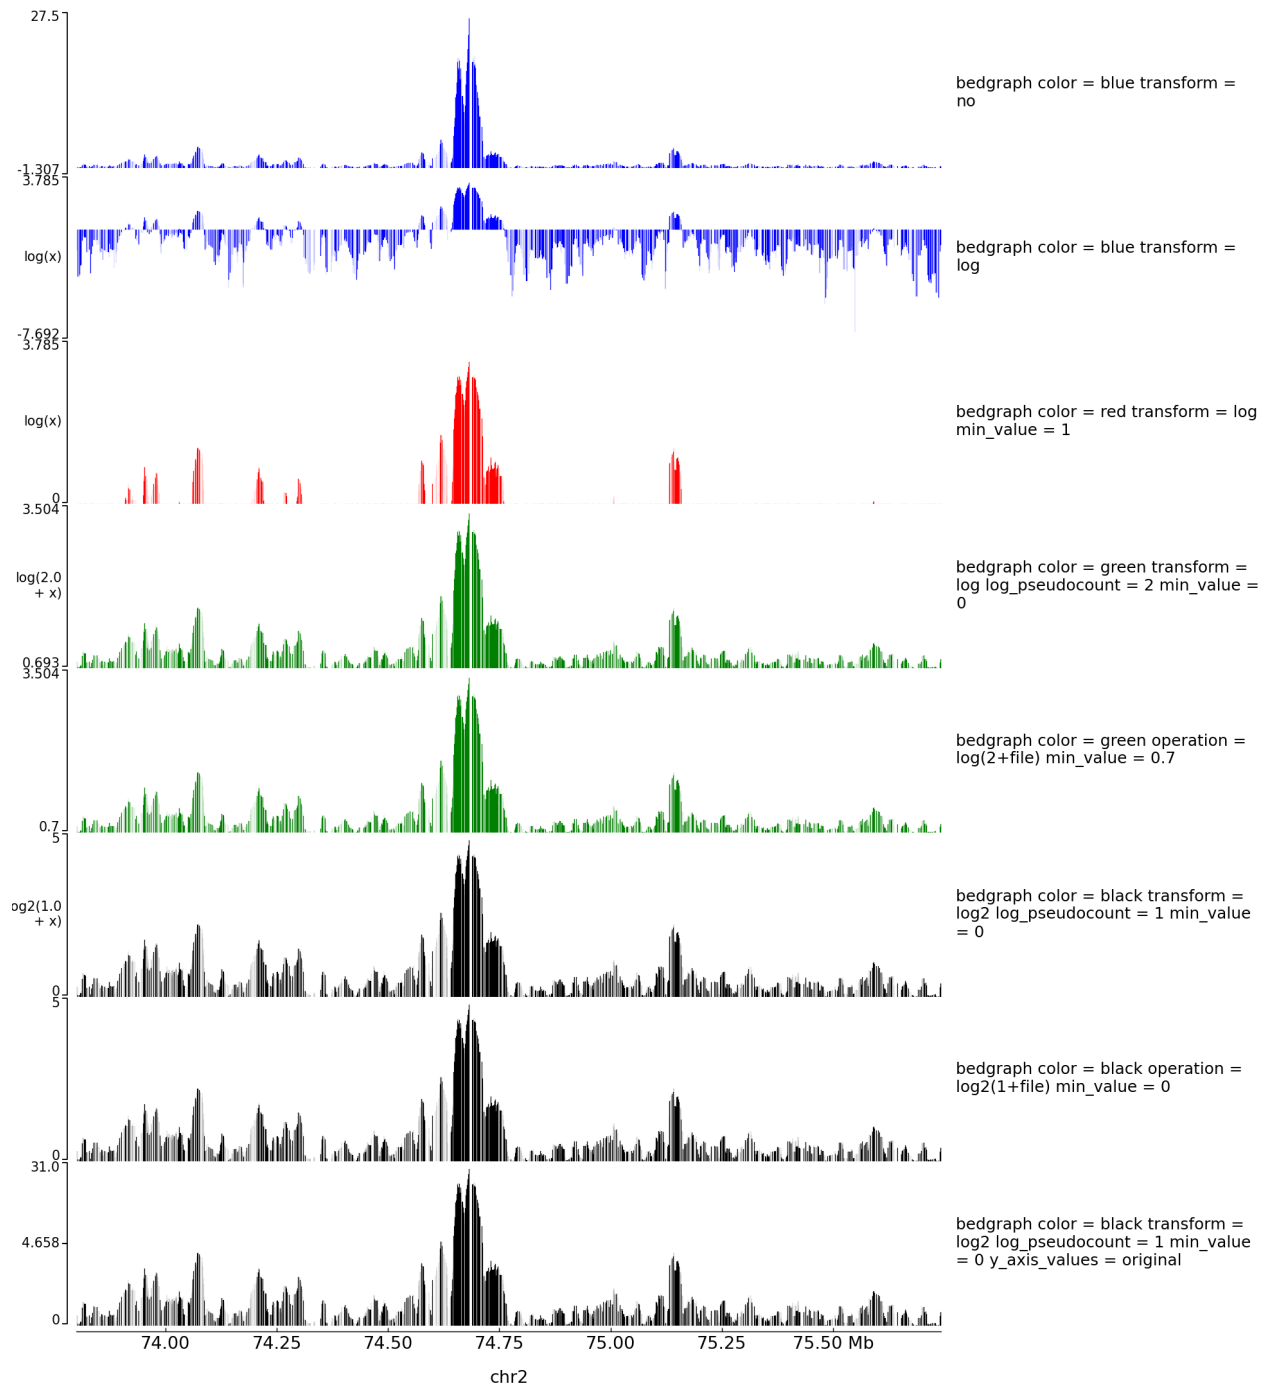 27.5
bedgraph color = blue transform =
no
-1.307
3.785
log(x)
bedgraph color = blue transform =
log
-7.692
3.785
log(x)
bedgraph color = red transform = log
min_value = 1
0
3.504
log(2.0
+ x)
bedgraph color = green transform =
log log_pseudocount = 2 min_value =
0
0.693
3.504
bedgraph color = green operation =
log(2+file) min_value = 0.7
0.7
5
og2(1.0
+ x)
bedgraph color = black transform =
log2 log_pseudocount = 1 min_value
= 0
0
5
bedgraph color = black operation =
log2(1+file) min_value = 0
0
31.0
4.658
bedgraph color = black transform =
log2 log_pseudocount = 1 min_value
= 0 y_axis_values = original
0
74.00 74.25 74.50 74.75 75.00 75.25 75.50 Mb
chr2